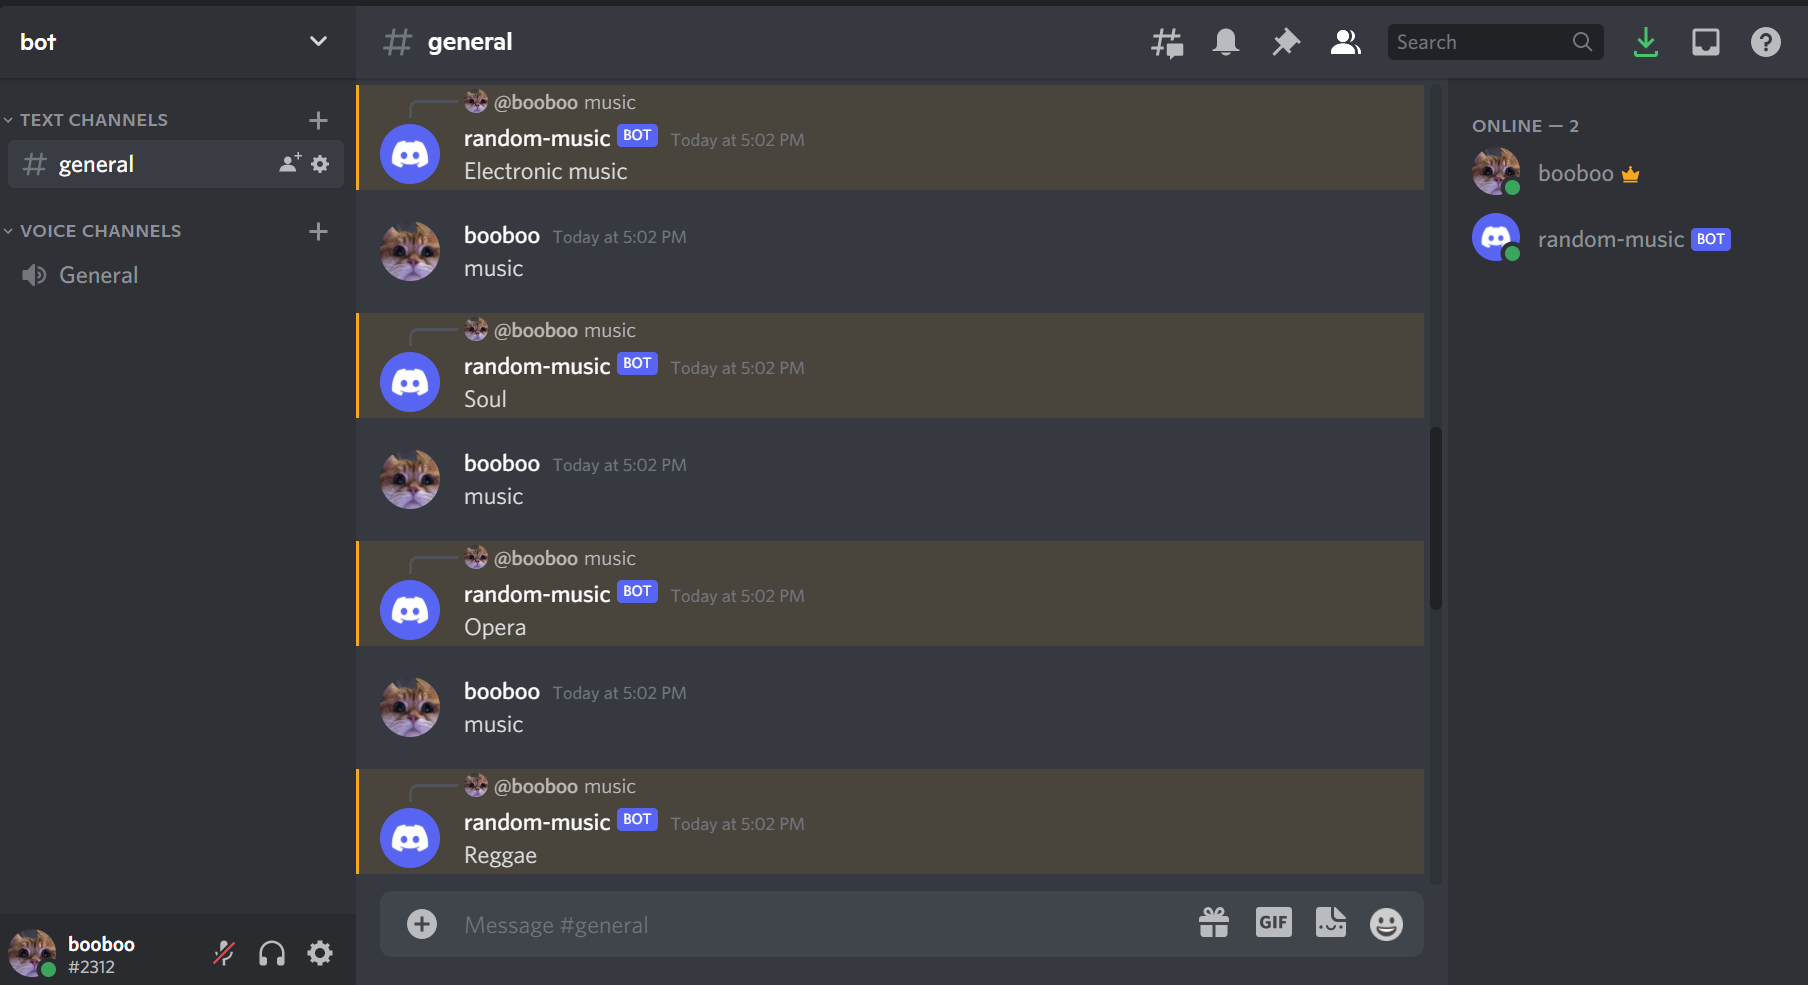 bot
TEXT CHANNELS
general
VOICE CHANNELS
General
booboo
#2312
general
Search
@booboo music
random-music BOT Today at 5:02 PM
Electronic music
booboo Today at 5:02 PM
music
@booboo music
random-music BOT Today at 5:02 PM
Soul
booboo Today at 5:02 PM
music
@booboo music
random-music BOT Today at 5:02 PM
Opera
booboo Today at 5:02 PM
music
@booboo music
random-music BOT Today at 5:02 PM
Reggae
Message #general
GIF
ONLINE — 2
booboo
random-music BOT